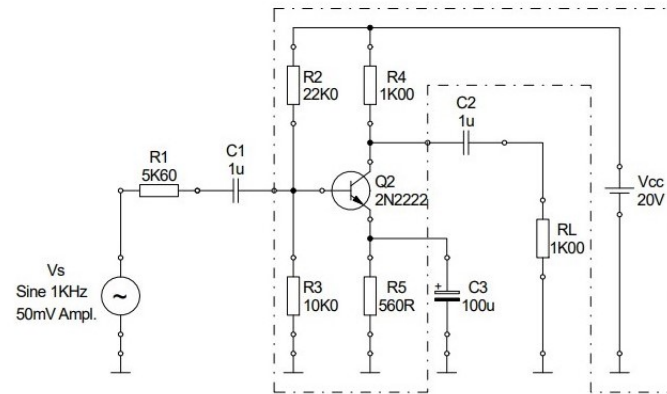 R2
22K0
R4
1K00
C2
1u
R1
5K60
C1
1u
Q2
2N2222
Vcc
20V
RL
1K00
Vs
Sine 1KHz
50mV Ampl.
~
R3
10K0
R5
560R
+
C3
100u